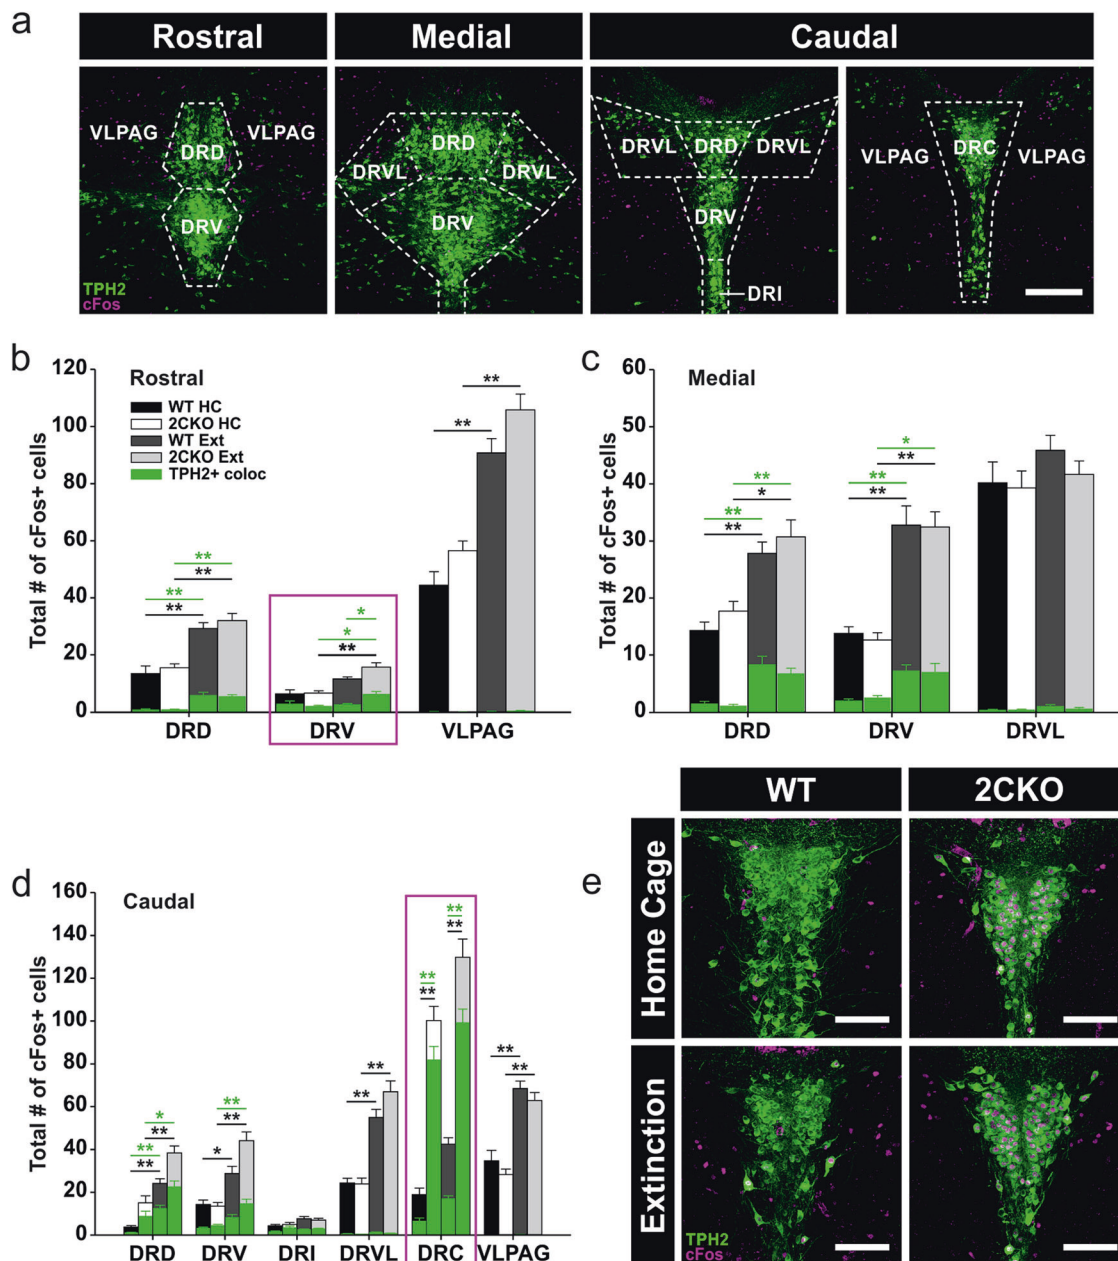 a
Rostral
Medial
Caudal
VLPAG
DRD
VLPAG
DRV
TPH2
cFos
DRD
DRVL
DRVL
DRV
DRVL
DRD
DRVL
DRV
DRI
VLPAG
DRC
VLPAG
b
Rostral
Total # of cFos+ cells
120
100
80
60
40
20
0
WT HC
2CKO HC
WT Ext
2CKO Ext
TPH2+ coloc
**
**
**
**
**
**
*
*
**
DRD
DRV
VLPAG
**
**
c
Medial
Total # of cFos+ cells
60
50
40
30
20
10
0
**
*
**
**
*
**
**
**
DRD
DRV
DRVL
d
Caudal
Total # of cFos+ cells
160
140
120
100
80
60
40
20
0
*
**
**
**
**
**
*
**
**
**
**
**
**
**
**
DRD
DRV
DRI
DRVL
DRC
VLPAG
e
WT
2CKO
Home Cage
Extinction
TPH2
cFos